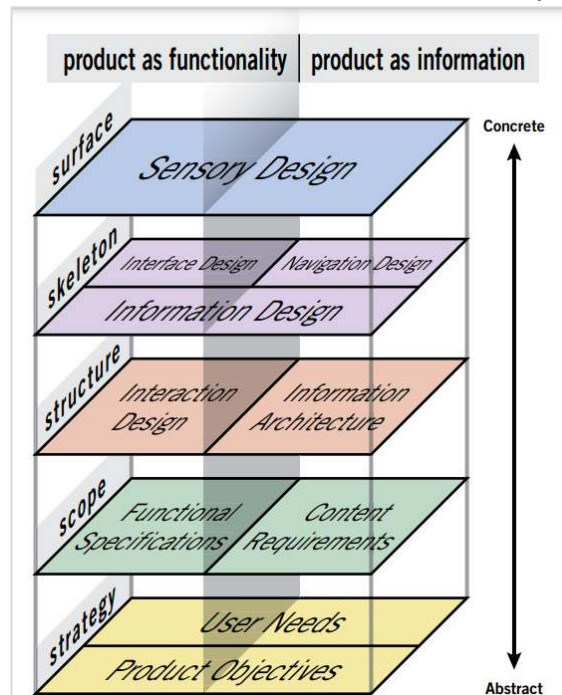 product as functionality
product as information
Concrete
surface
Sensory Design
skeleton
Interface Design
Navigation Design
Information Design
structure
Interaction
Design
Information
Architecture
scope
Functional
Specifications
Content
Requirements
strategy
User Needs
Product Objectives
Abstract